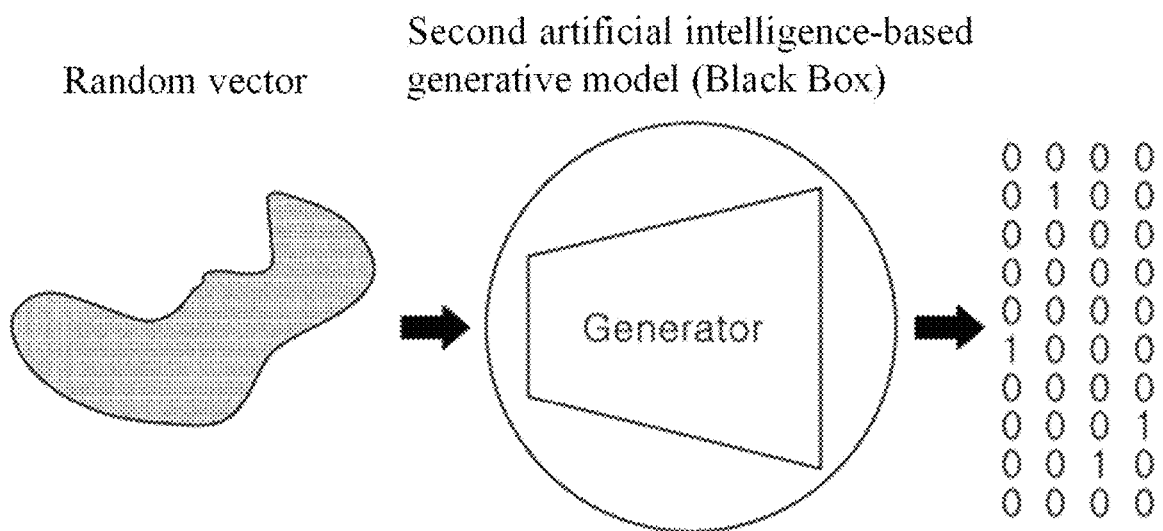 Second artificial intelligence-based
Random vector
generative model (Black Box)
Generator
0 0 0 0
0 1 0 0
0 0 0 0
0 0 0 0
0 0 0 0
1 0 0 0
0 0 0 0
0 0 0 1
0 0 1 0
0 0 0 0